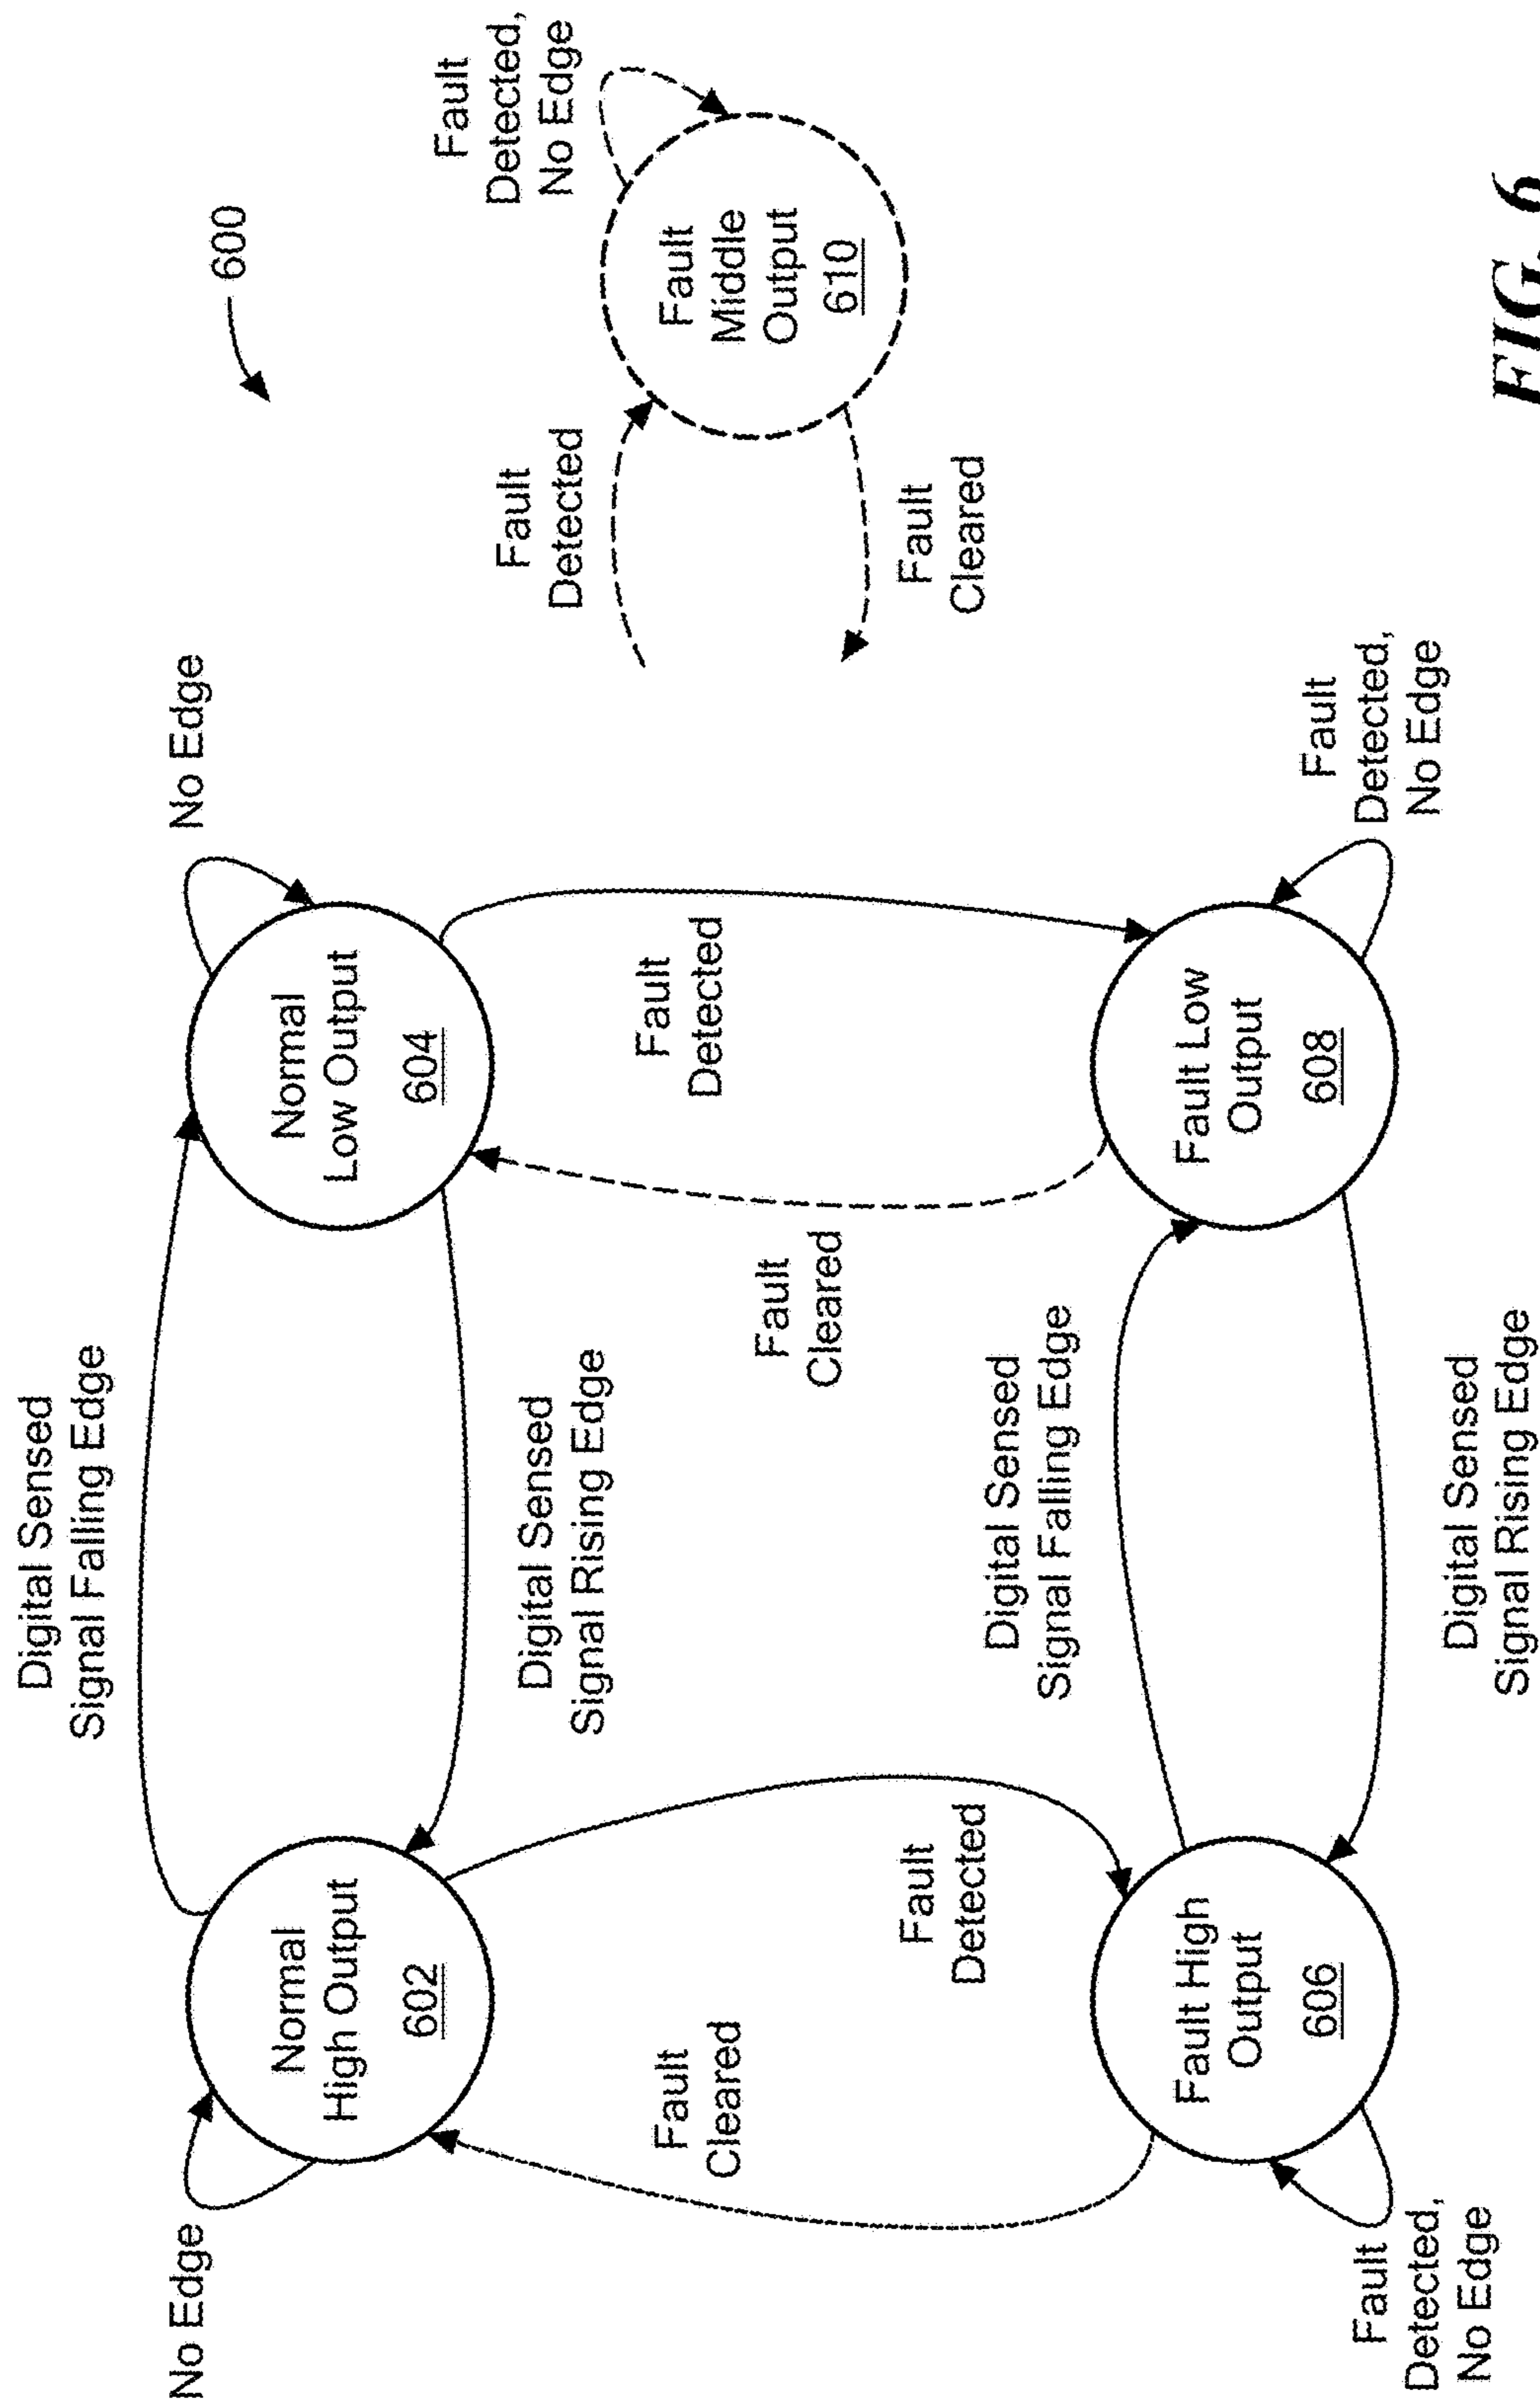 600
Digital Sensed
Signal Falling Edge
No Edge
No Edge
Normal
High Output
602
Normal
Low Output
604
Digital Sensed
Signal Rising Edge
Fault
Detected
Fault
Cleared
Fault
Cleared
Fault
Detected
Digital Sensed
Signal Falling Edge
Fault High
Output
606
Fault Low
Output
608
Fault
Detected,
No Edge
Fault
Detected,
No Edge
Digital Sensed
Signal Rising Edge
Fault
Detected
Fault
Detected,
No Edge
Fault
Middle
Output
610
Fault
Cleared
FIG. 6